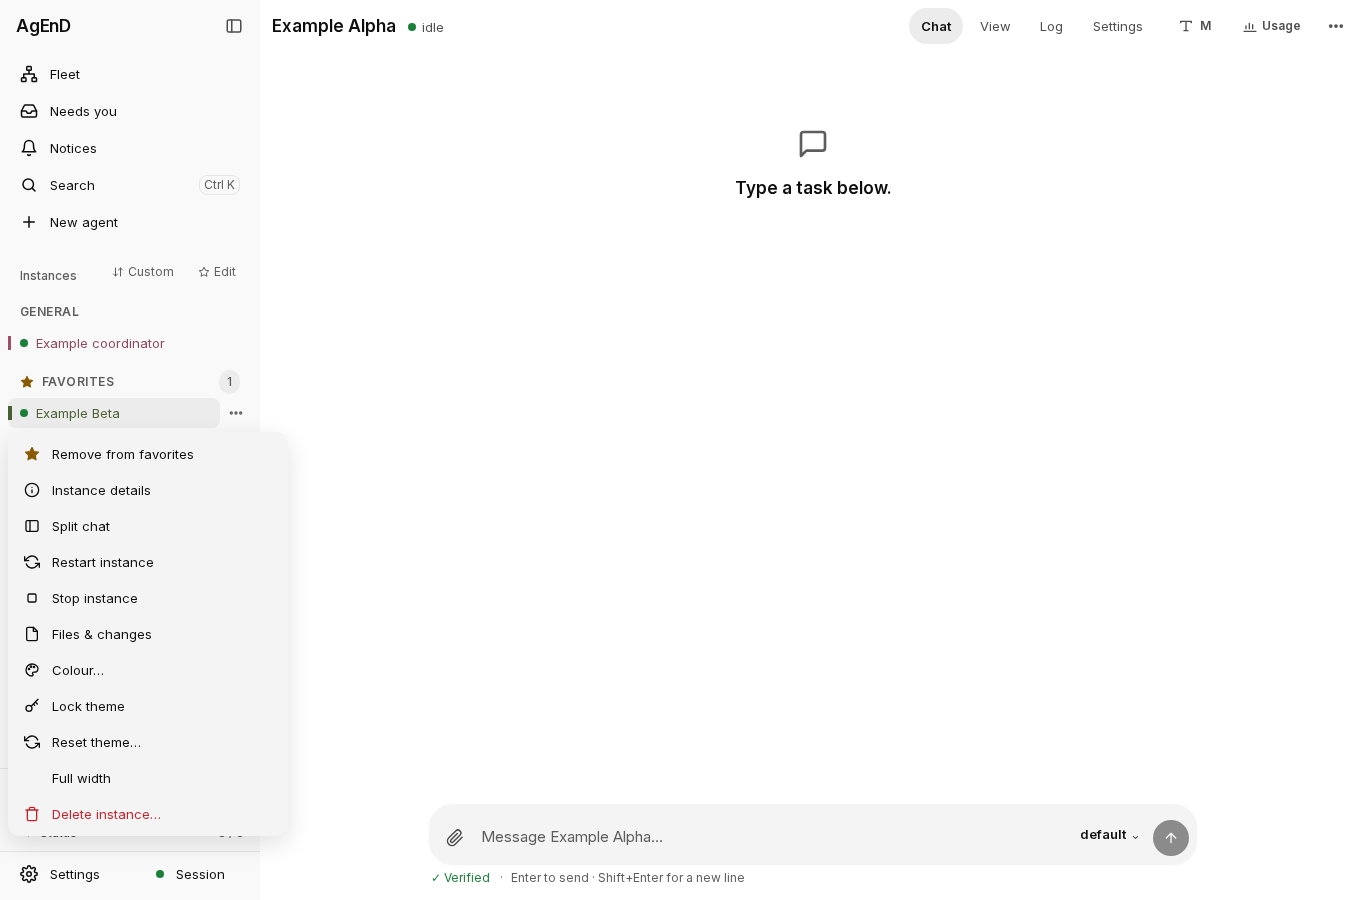 AgEnD
Fleet
Needs you
Notices
Search Ctrl K
New agent
Instances Custom Edit
GENERAL
Example coordinator
FAVORITES 1
Example Beta
Remove from favorites
Instance details
Split chat
Restart instance
Stop instance
Files & changes
Colour…
Lock theme
Reset theme…
Full width
Delete instance…
Settings Session
Example Alpha idle
Chat View Log Settings M Usage
Type a task below.
Message Example Alpha… default
✓ Verified · Enter to send · Shift+Enter for a new line